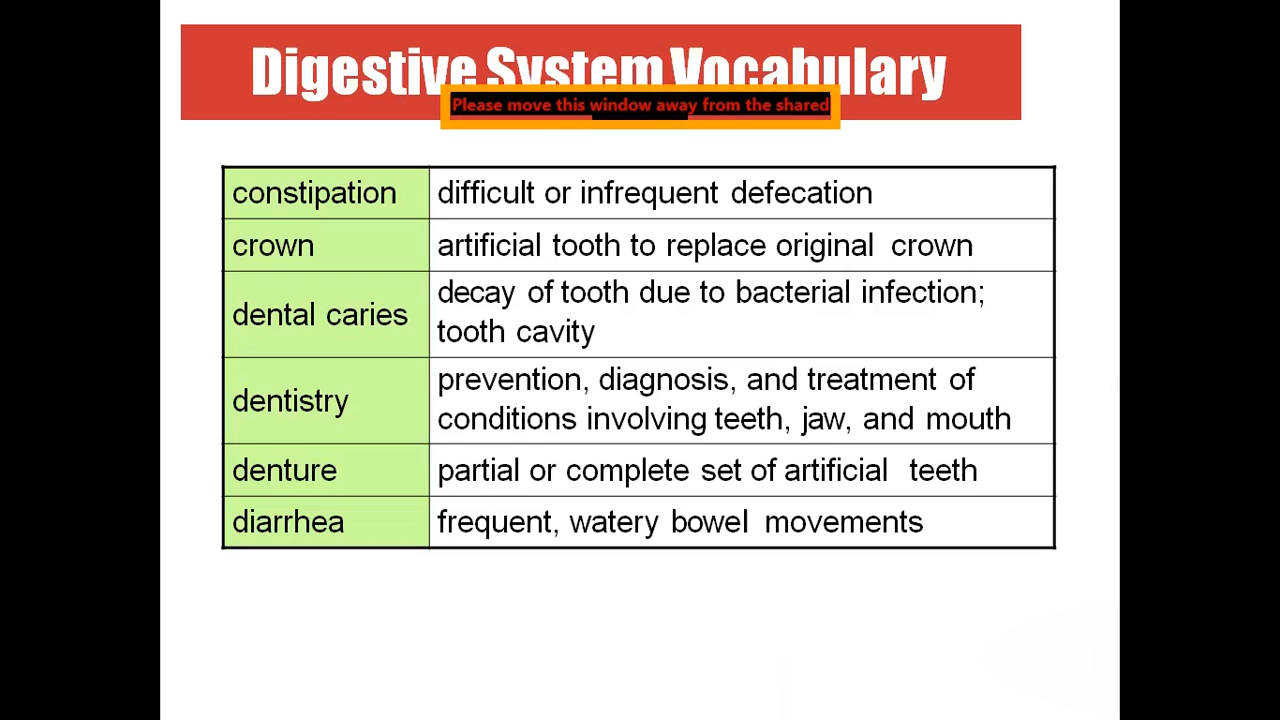 Digestive System Vocabulary
Please move this window away from the shared
constipation difficult or infrequent defecation
crown artificial tooth to replace original crown
dental caries decay of tooth due to bacterial infection;
tooth cavity
dentistry prevention, diagnosis, and treatment of
conditions involving teeth, jaw, and mouth
denture partial or complete set of artificial teeth
diarrhea frequent, watery bowel movements